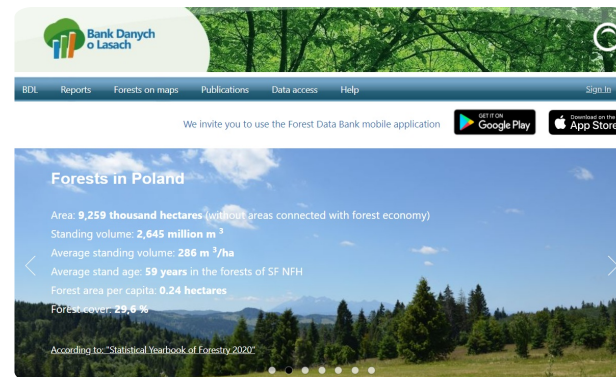 Bank Danych
o Lasach
BDL Reports Forests on maps Publications Data access Help Sign In
We invite you to use the Forest Data Bank mobile application
GET IT ON
Google Play
Download on the
App Store
Forests in Poland
Area: 9,259 thousand hectares (without areas connected with forest economy)
Standing volume: 2,645 million m 3
Average standing volume: 286 m 3/ha
Average stand age: 59 years in the forests of SF NFH
Forest area per capita: 0.24 hectares
Forest cover: 29,6 %
According to: "Statistical Yearbook of Forestry 2020"